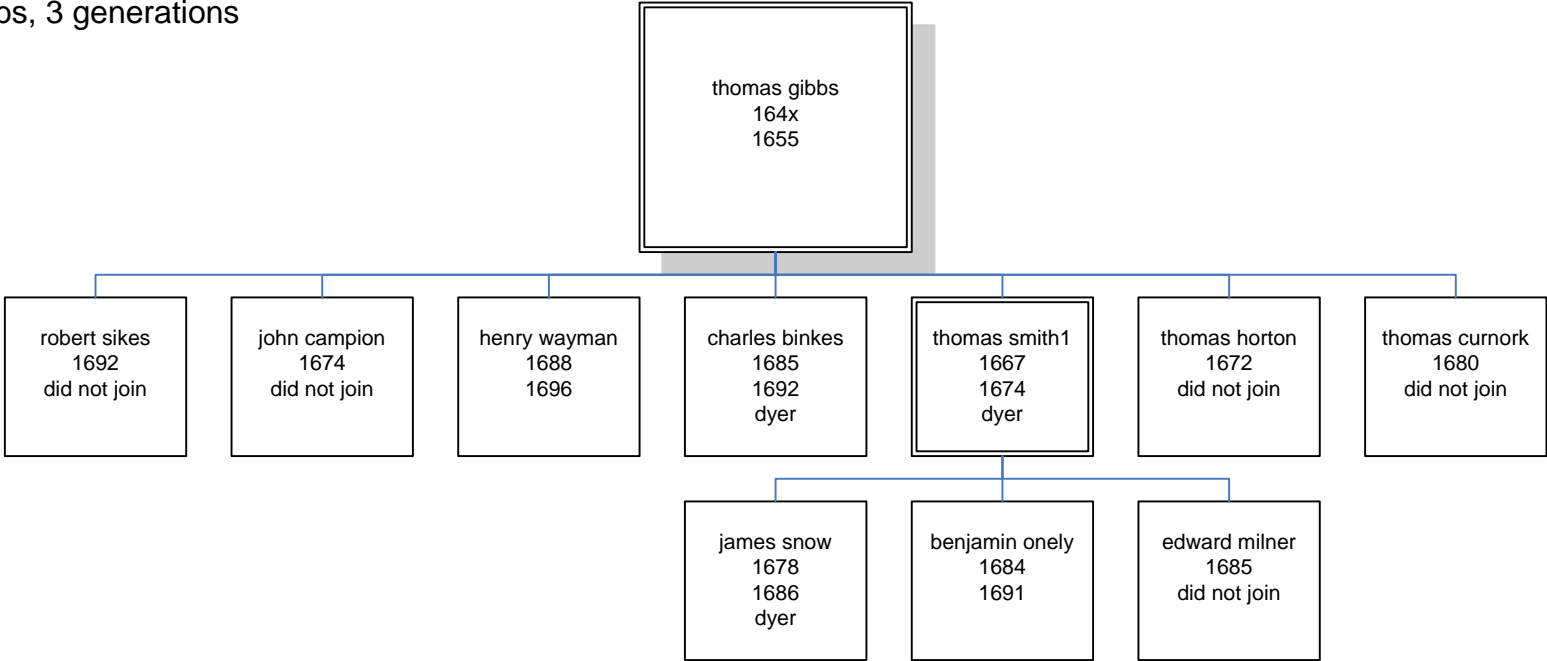 os, 3 generations
thomas gibbs
164x
1655
robert sikes
1692
did not join
john campion
1674
did not join
henry wayman
1688
1696
charles binkes
1685
1692
dyer
thomas smith1
1667
1674
dyer
thomas horton
1672
did not join
thomas curnork
1680
did not join
james snow
1678
1686
dyer
benjamin onely
1684
1691
edward milner
1685
did not join